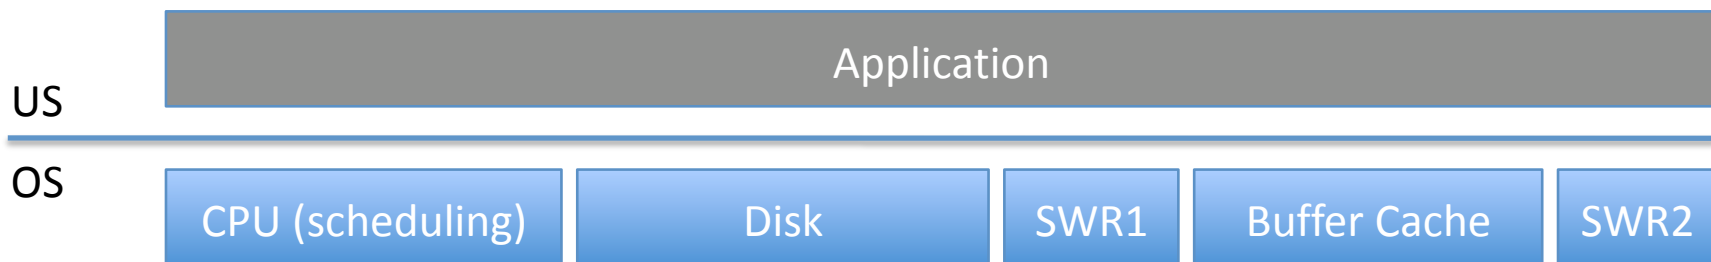 Application
US
OS
CPU (scheduling)
Disk
SWR1
Buffer Cache
SWR2